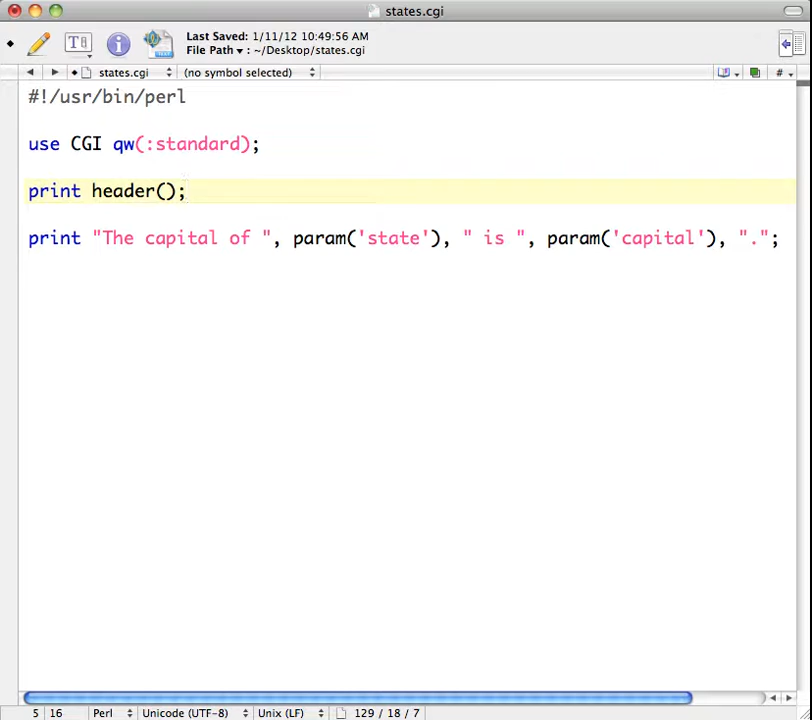 states.cgi
Last Saved: 1/11/12 10:49:56 AM
File Path ▾ : ~/Desktop/states.cgi
states.cgi (no symbol selected) #
#!/usr/bin/perl
use CGI qw(:standard);
print header();
print "The capital of ", param('state'), " is ", param('capital'), ".";
5 16 Perl Unicode (UTF-8) Unix (LF) 129 / 18 / 7